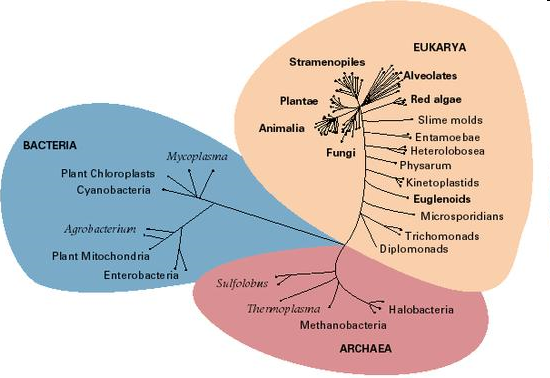 EUKARYA
Stramenopiles
Alveolates
Plantae
Red algae
Animalia
Slime molds
Fungi
Entamoebae
Heterolobosea
Physarum
Kinetoplastids
Euglenoids
Microsporidians
Trichomonads
Diplomonads
BACTERIA
Mycoplasma
Plant Chloroplasts
Cyanobacteria
Agrobacterium
Plant Mitochondria
Enterobacteria
Sulfolobus
Thermoplasma
Halobacteria
Methanobacteria
ARCHAEA